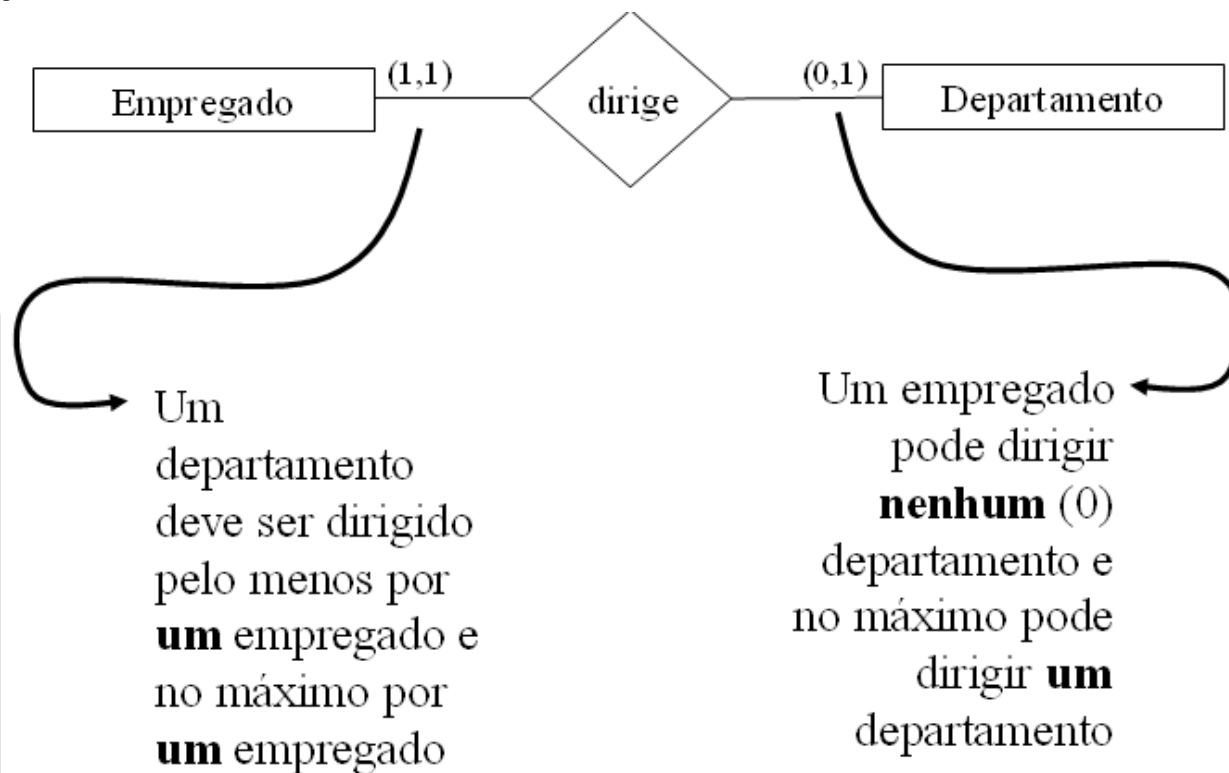 Empregado
(1,1)
dirige
(0,1)
Departamento
Um
departamento
deve ser dirigido
pelo menos por
um empregado e
no máximo por
um empregado
Um empregado
pode dirigir
nenhum (0)
departamento e
no máximo pode
dirigir um
departamento